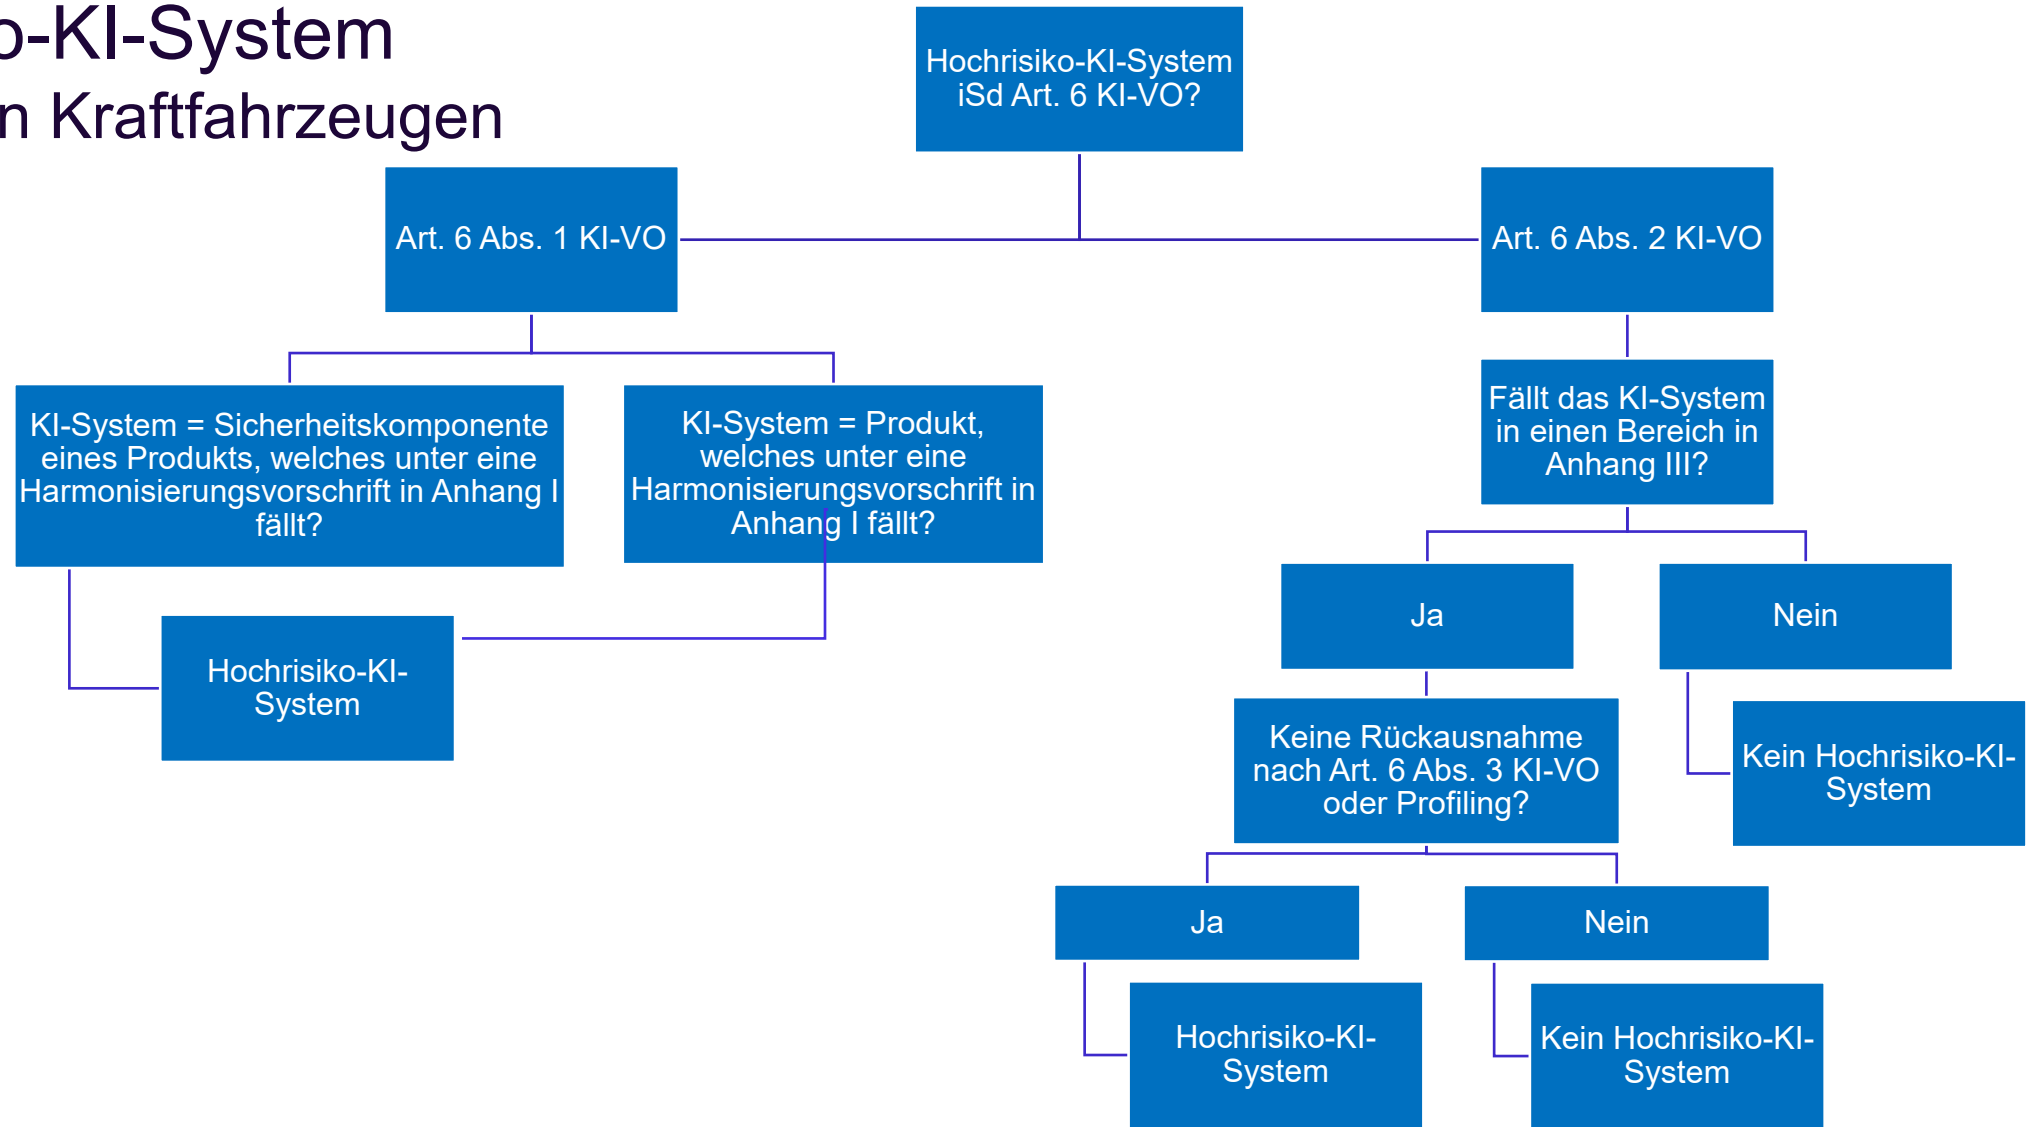 o-KI-System
n Kraftfahrzeugen
Hochrisiko-KI-System
iSd Art. 6 KI-VO?
Art. 6 Abs. 1 KI-VO
Art. 6 Abs. 2 KI-VO
KI-System = Sicherheitskomponente
eines Produkts, welches unter eine
Harmonisierungsvorschrift in Anhang I
fällt?
KI-System = Produkt,
welches unter eine
Harmonisierungsvorschrift in
Anhang I fällt?
Fällt das KI-System
in einen Bereich in
Anhang III?
Hochrisiko-KI-
System
Ja
Nein
Keine Rückausnahme
nach Art. 6 Abs. 3 KI-VO
oder Profiling?
Kein Hochrisiko-KI-
System
Ja
Nein
Hochrisiko-KI-
System
Kein Hochrisiko-KI-
System